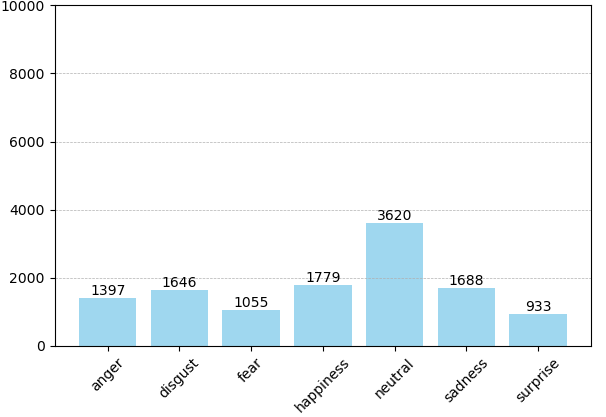 10000
8000
6000
4000
2000
0
1397
1646
1055
1779
3620
1688
933
anger
disgust
fear
happiness
neutral
sadness
surprise